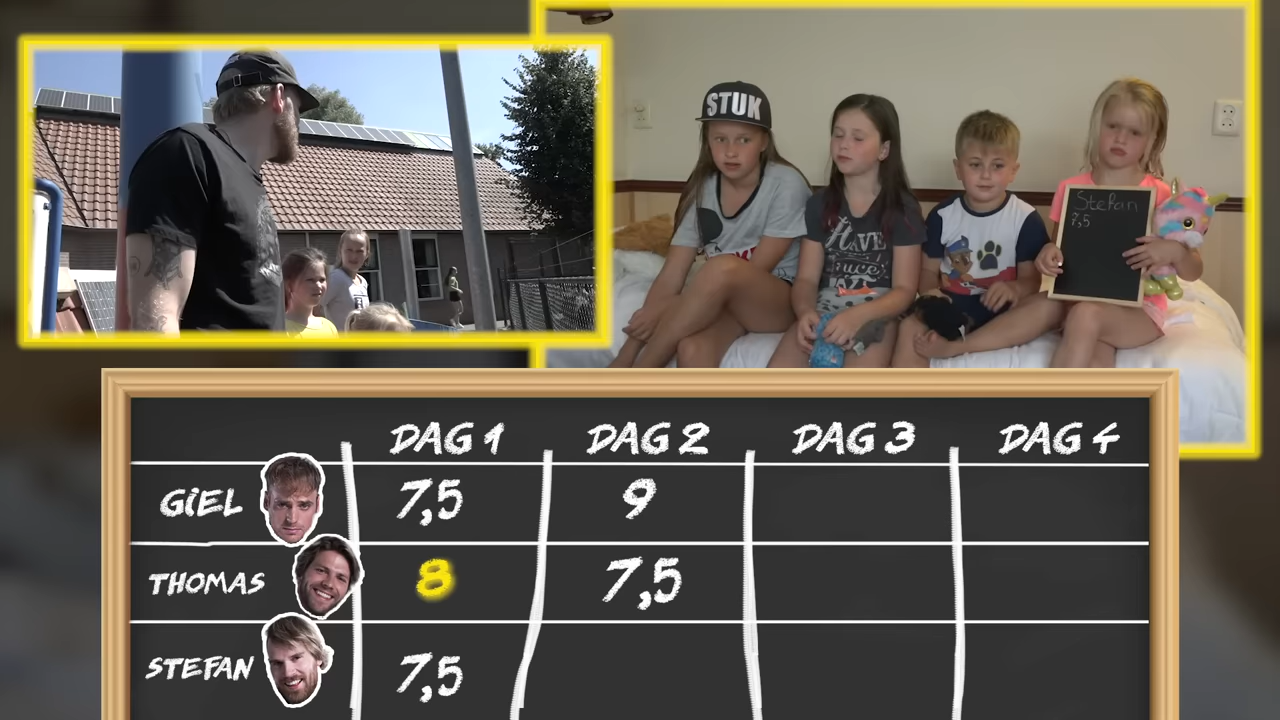 STUK
HAVE
Stefan
7,5
DAG 1 DAG 2 DAG 3 DAG 4
GIEL 7,5 9
THOMAS 8 7,5
STEFAN 7,5